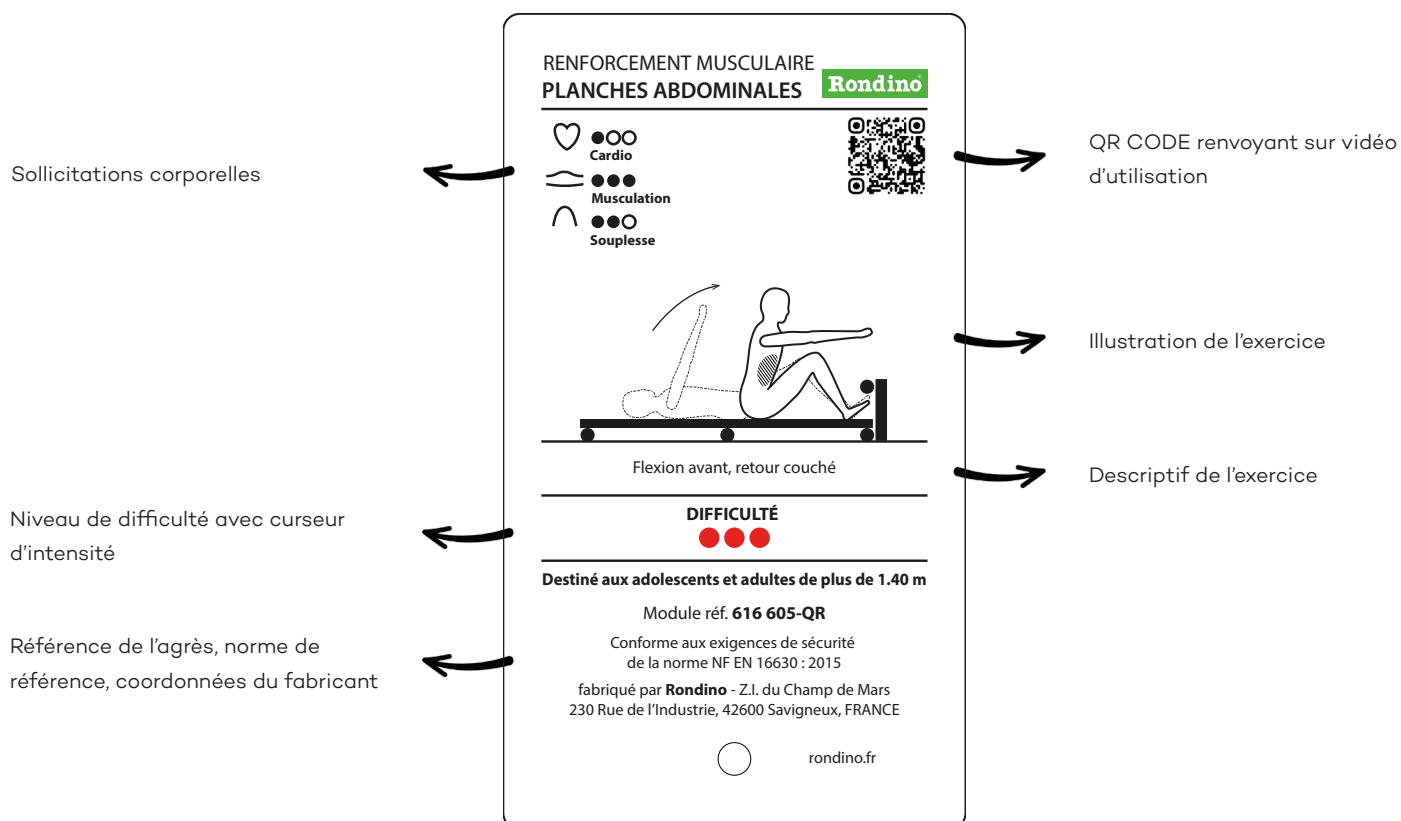 RENFORCEMENT MUSCULAIRE
PLANCHES ABDOMINALES
Rondino
Cardio
Musculation
Souplesse
Sollicitations corporelles
QR CODE renvoyant sur vidéo
d'utilisation
Illustration de l'exercice
Flexion avant, retour couché
Descriptif de l'exercice
Niveau de difficulté avec curseur
d'intensité
DIFFICULTÉ
Destiné aux adolescents et adultes de plus de 1.40 m
Module réf. 616 605-QR
Référence de l'agrès, norme de
référence, coordonnées du fabricant
Conforme aux exigences de sécurité
de la norme NF EN 16630 : 2015
fabriqué par Rondino - Z.I. du Champ de Mars
230 Rue de l'Industrie, 42600 Savigneux, FRANCE
rondino.fr